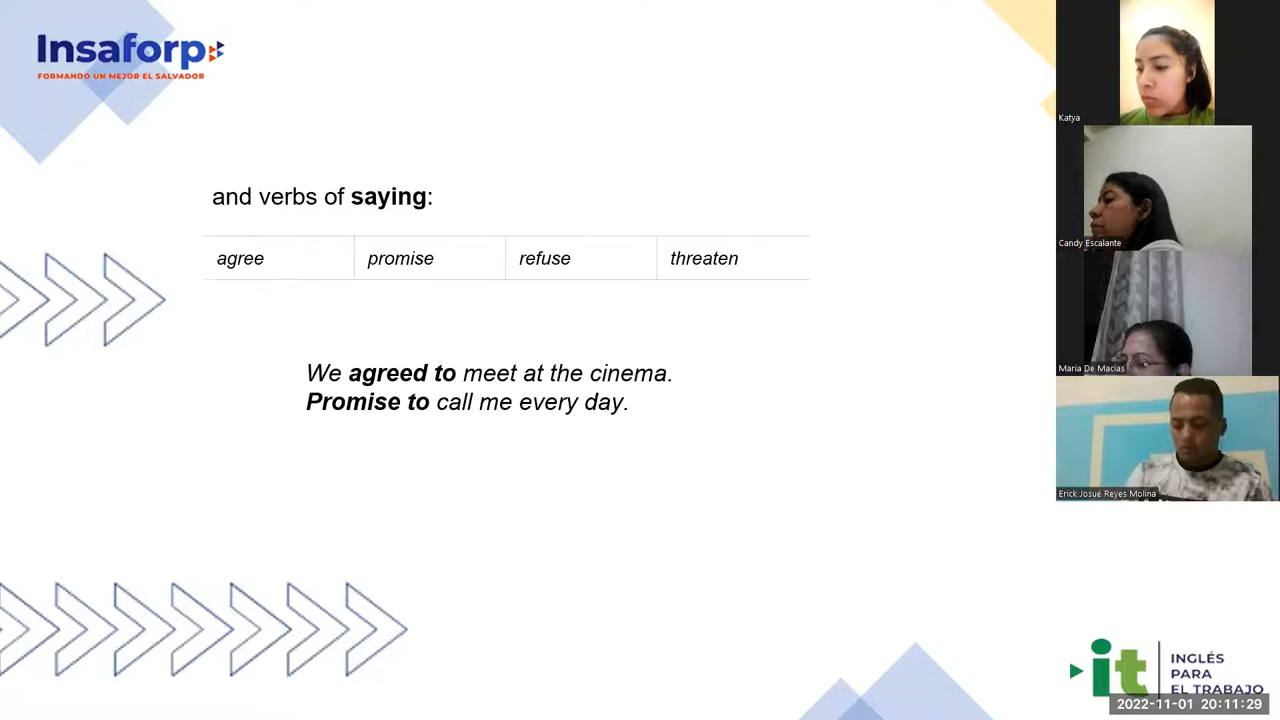 Insaforp
FORMANDO UN MEJOR EL SALVADOR
and verbs of saying:
agree promise refuse threaten
We agreed to meet at the cinema.
Promise to call me every day.
Katya
Candy Escalante
Maria De Macias
Erick Josué Reyes Molina
it
INGLÉS
PARA
EL TRABAJO
2022-11-01 20:11:29